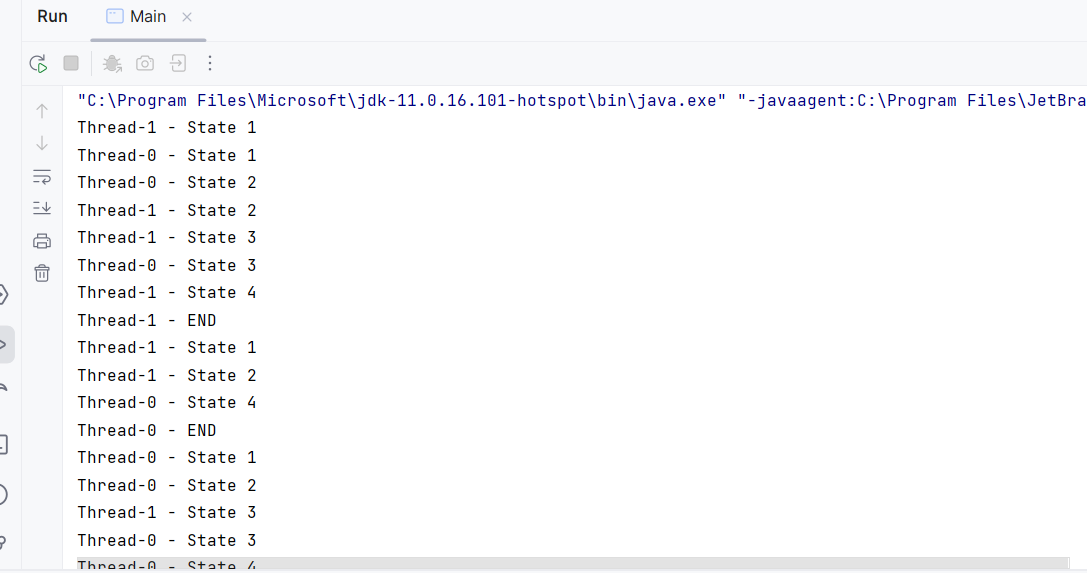 Run Main
"C:\Program Files\Microsoft\jdk-11.0.16.101-hotspot\bin\java.exe" "-javaagent:C:\Program Files\JetBra
Thread-1 - State 1
Thread-0 - State 1
Thread-0 - State 2
Thread-1 - State 2
Thread-1 - State 3
Thread-0 - State 3
Thread-1 - State 4
Thread-1 - END
Thread-1 - State 1
Thread-1 - State 2
Thread-0 - State 4
Thread-0 - END
Thread-0 - State 1
Thread-0 - State 2
Thread-1 - State 3
Thread-0 - State 3
Thread-0 - State 4